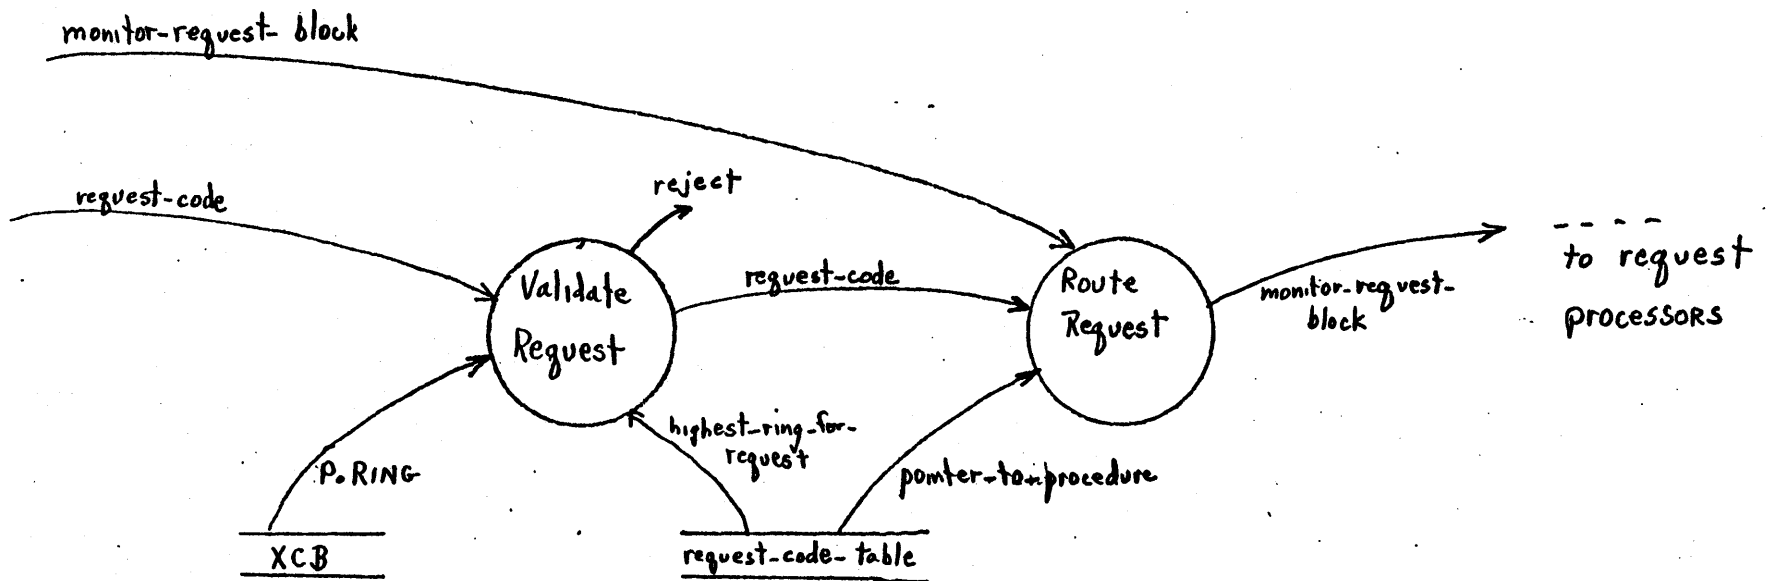 monitor-request-block
request-code
reject
Validate
Request
request-code
Route
Request
monitor-request-
block
- - - -
to request
processors
P.RING
highest-ring-for-
request
pointer-to-procedure
XCB
request-code-table